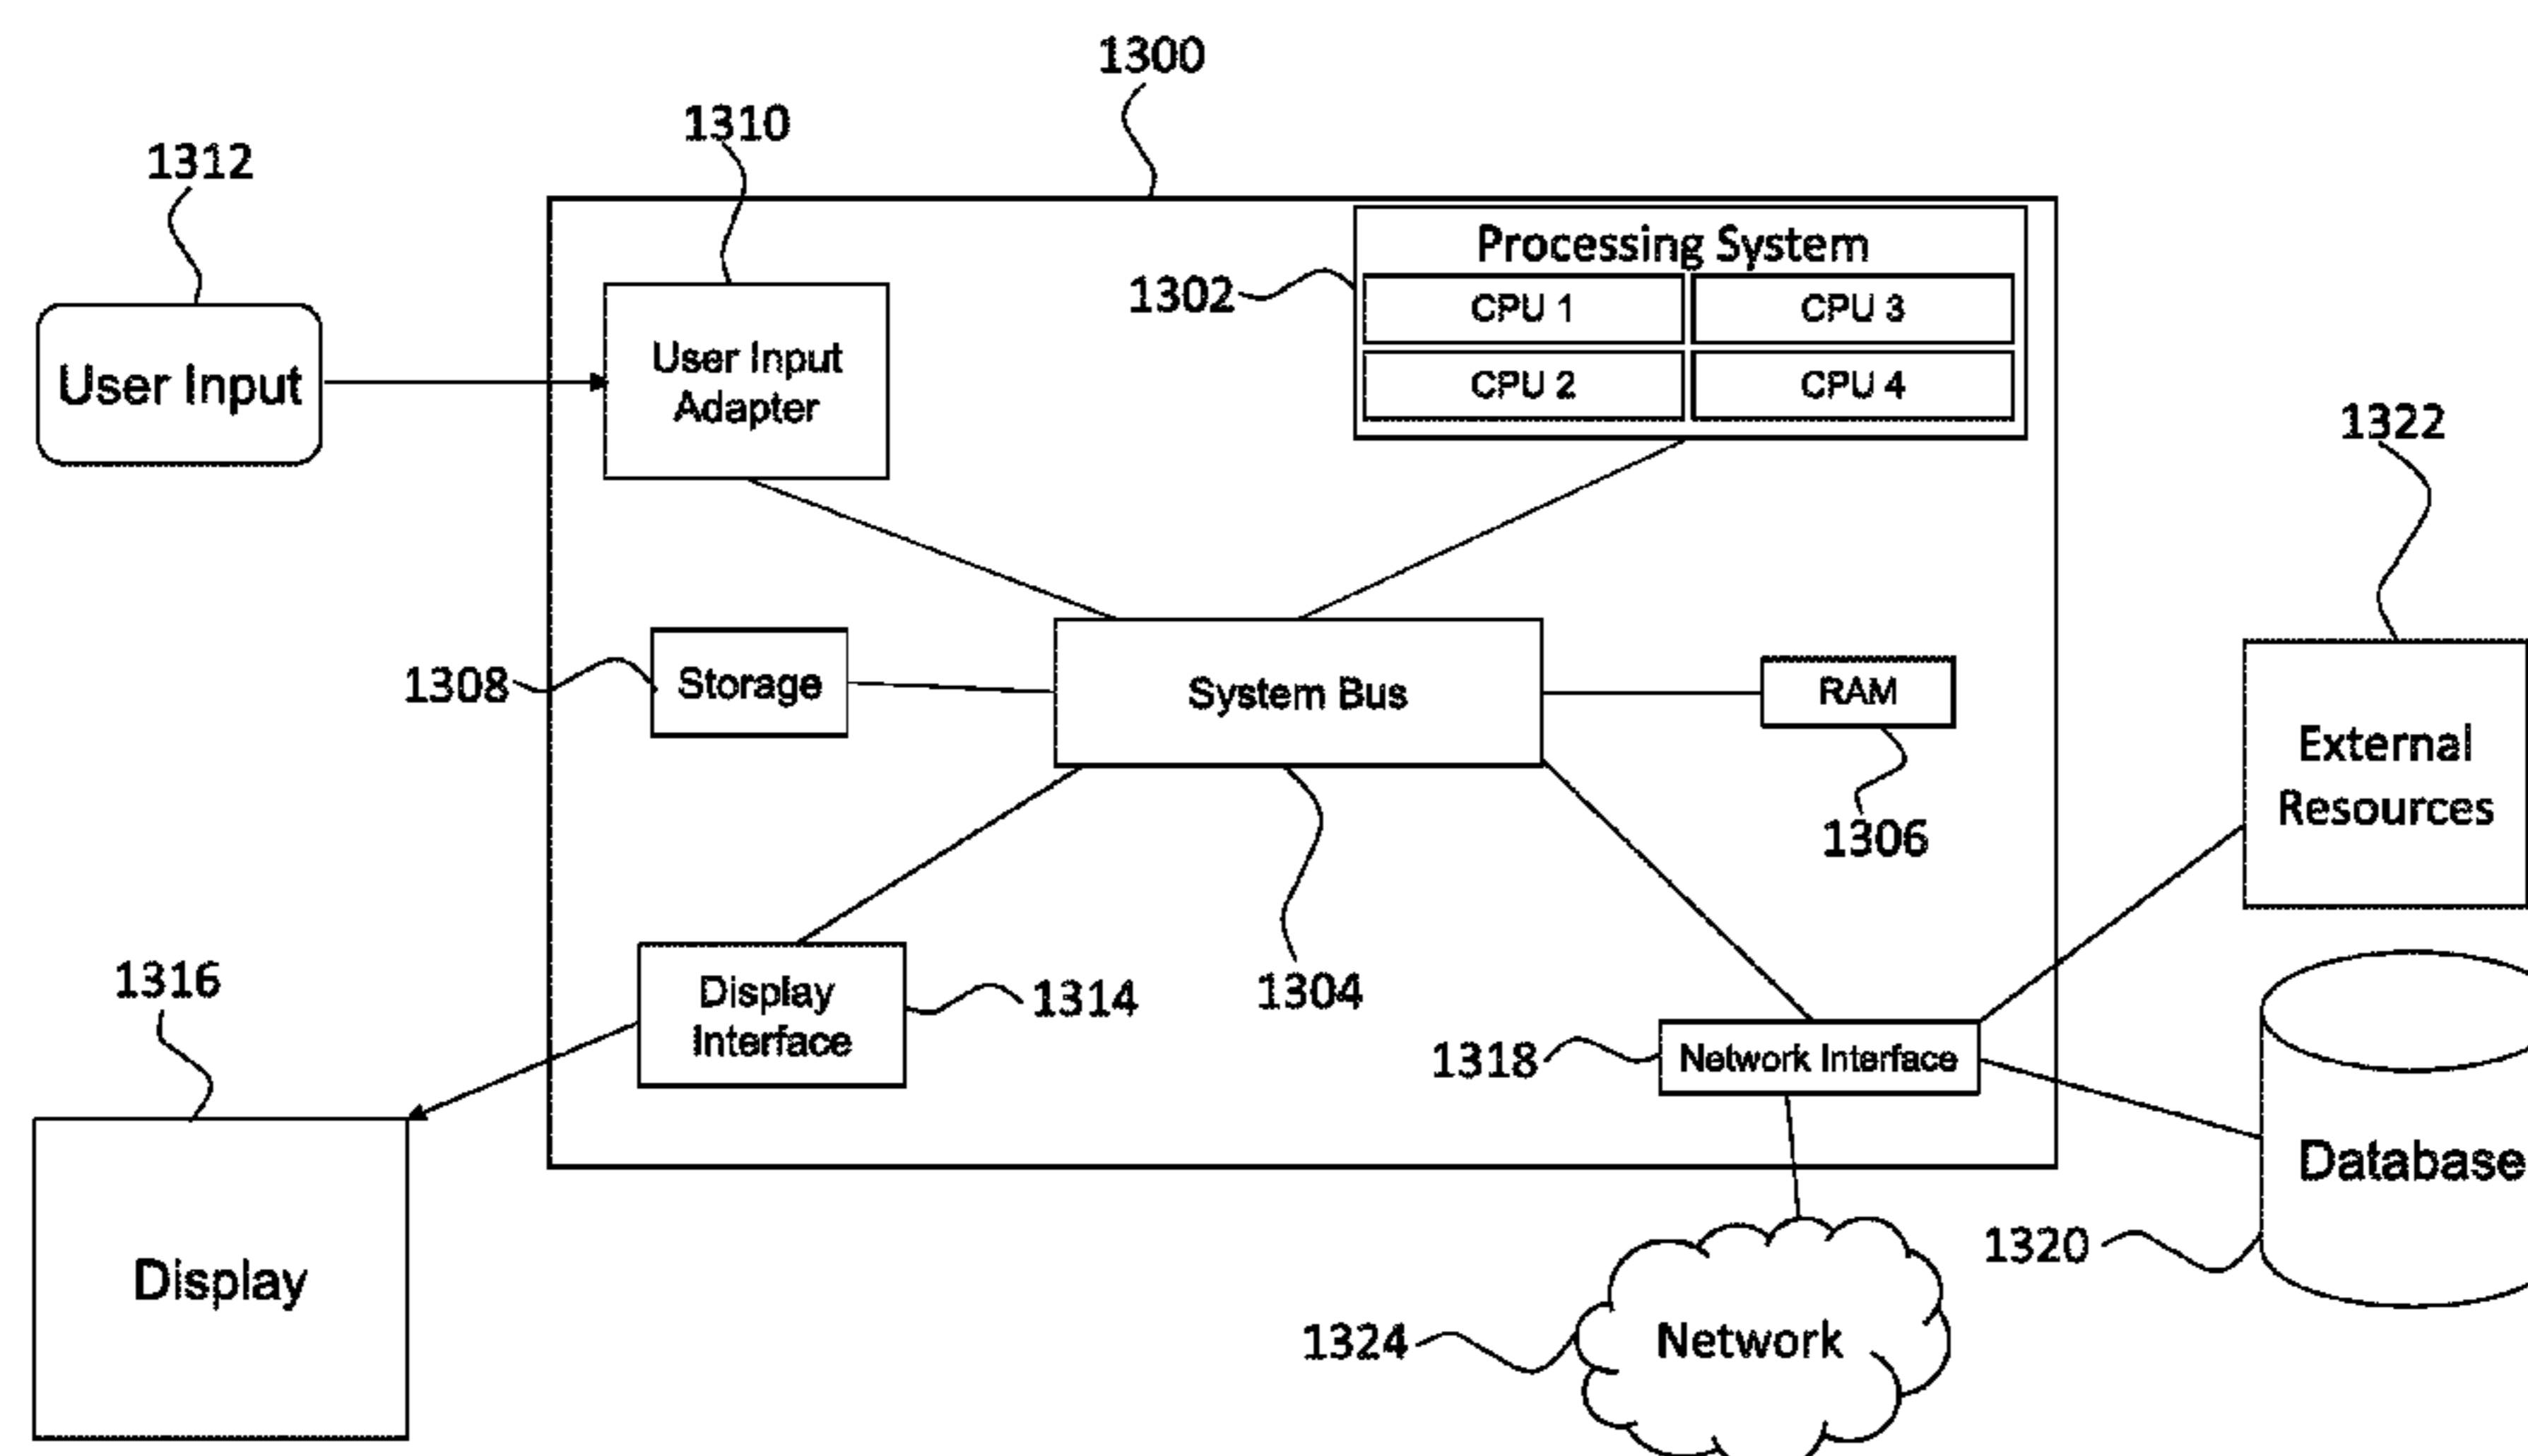 1300
1310
1312
Processing System
1302
CPU 1
CPU 3
CPU 2
CPU 4
User Input
User Input
Adapter
1322
1308
Storage
System Bus
RAM
1306
External
Resources
1316
Display
Interface
1314
1304
1318
Network Interface
Database
1320
Display
1324
Network